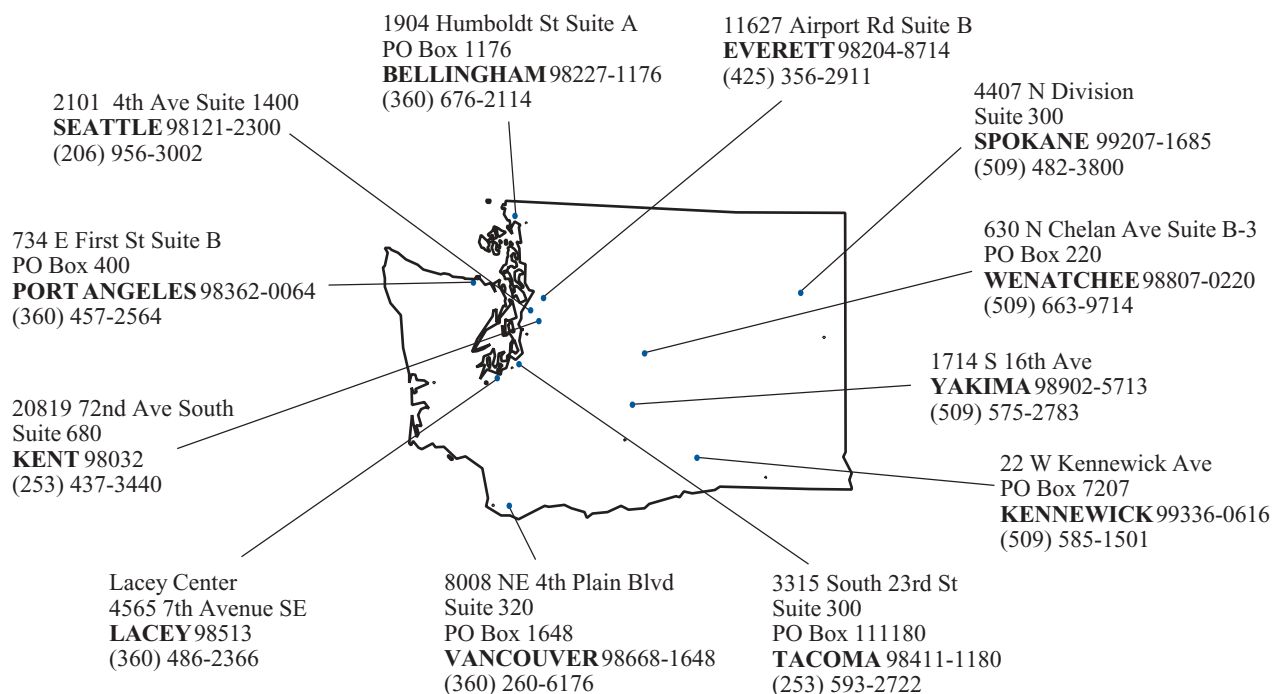 1904 Humboldt St Suite A
PO Box 1176
BELLINGHAM 98227-1176
(360) 676-2114
11627 Airport Rd Suite B
EVERETT 98204-8714
(425) 356-2911
2101 4th Ave Suite 1400
SEATTLE 98121-2300
(206) 956-3002
4407 N Division
Suite 300
SPOKANE 99207-1685
(509) 482-3800
734 E First St Suite B
PO Box 400
PORT ANGELES 98362-0064
(360) 457-2564
630 N Chelan Ave Suite B-3
PO Box 220
WENATCHEE 98807-0220
(509) 663-9714
1714 S 16th Ave
YAKIMA 98902-5713
(509) 575-2783
20819 72nd Ave South
Suite 680
KENT 98032
(253) 437-3440
22 W Kennewick Ave
PO Box 7207
KENNEWICK 99336-0616
(509) 585-1501
Lacey Center
4565 7th Avenue SE
LACEY 98513
(360) 486-2366
8008 NE 4th Plain Blvd
Suite 320
PO Box 1648
VANCOUVER 98668-1648
(360) 260-6176
3315 South 23rd St
Suite 300
PO Box 111180
TACOMA 98411-1180
(253) 593-2722